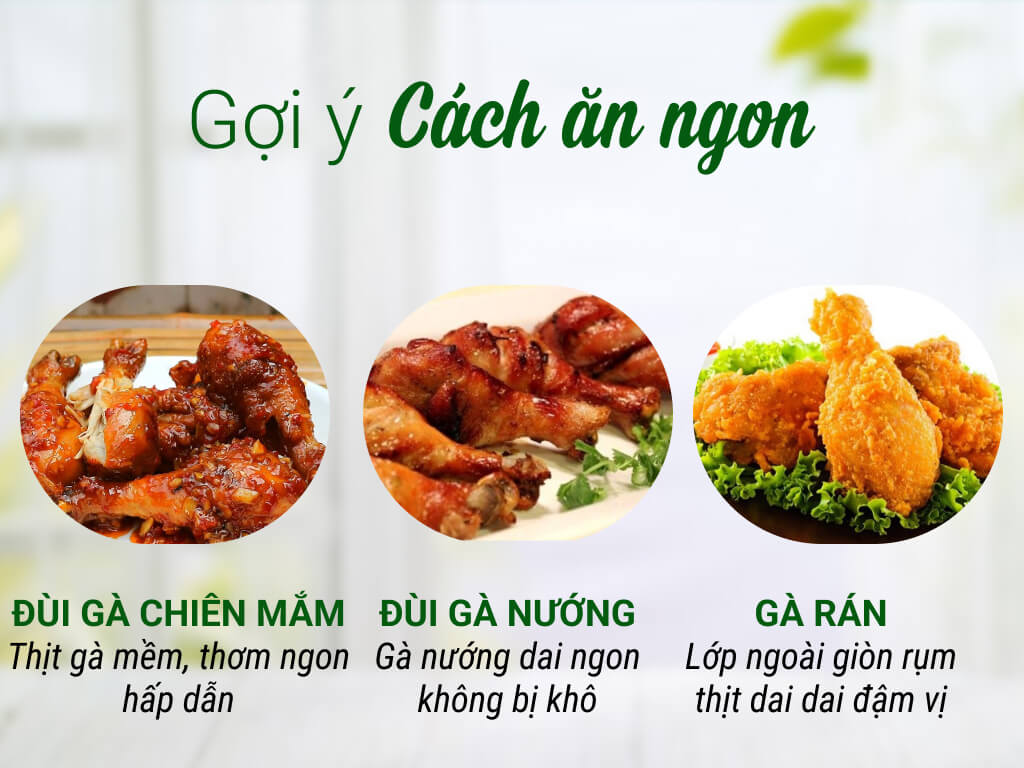 Gợi ý Cách ăn ngon
ĐÙI GÀ CHIÊN MẮM
Thịt gà mềm, thơm ngon
hấp dẫn
ĐÙI GÀ NƯỚNG
Gà nướng dai ngon
không bị khô
GÀ RÁN
Lớp ngoài giòn rụm
thịt dai dai đậm vị